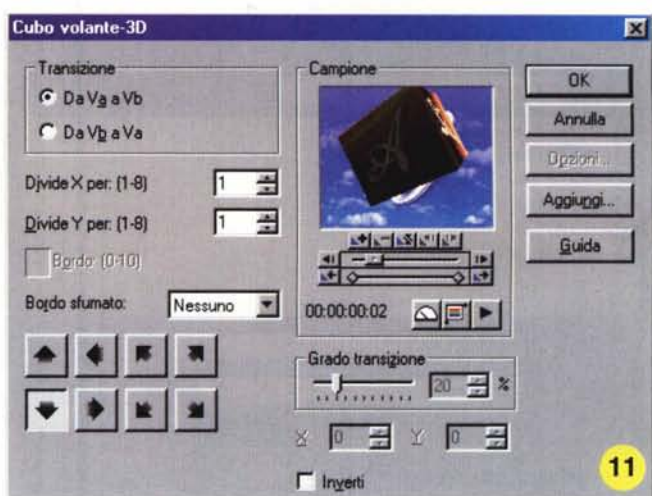 Cubo volante-3D
Transizione
Da Va a Vb
Da Vb a Va
Divide X per: (1-8) 1
Divide Y per: (1-8) 1
Bordo: (0-10)
Bordo sfumato: Nessuno
Campione
A
00:00:00:02
Grado transizione
20 %
X 0 Y 0
Inverti
OK
Annulla
Opzioni...
Aggiungi...
Guida
11